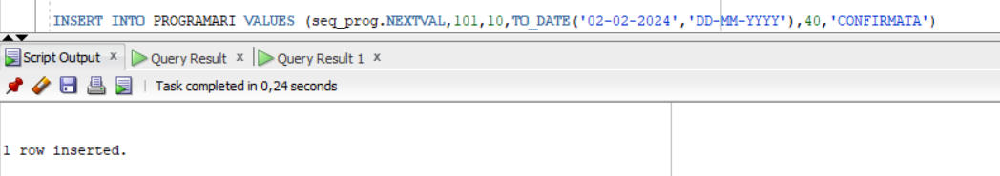 INSERT INTO PROGRAMARI VALUES (seq_prog.NEXTVAL,101,10,TO_DATE('02-02-2024','DD-MM-YYYY'),40,'CONFIRMATA')
Script Output x Query Result x Query Result 1 x
Task completed in 0,24 seconds
1 row inserted.